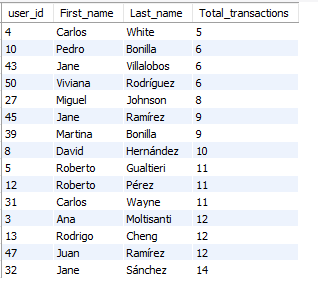 user_id First_name Last_name Total_transactions
4 Carlos White 5
10 Pedro Bonilla 6
43 Jane Villalobos 6
50 Viviana Rodríguez 6
27 Miguel Johnson 8
45 Jane Ramírez 9
39 Martina Bonilla 9
8 David Hernández 10
5 Roberto Gualtieri 11
12 Roberto Pérez 11
31 Carlos Wayne 11
3 Ana Moltisanti 12
13 Rodrigo Cheng 12
47 Juan Ramírez 12
32 Jane Sánchez 14